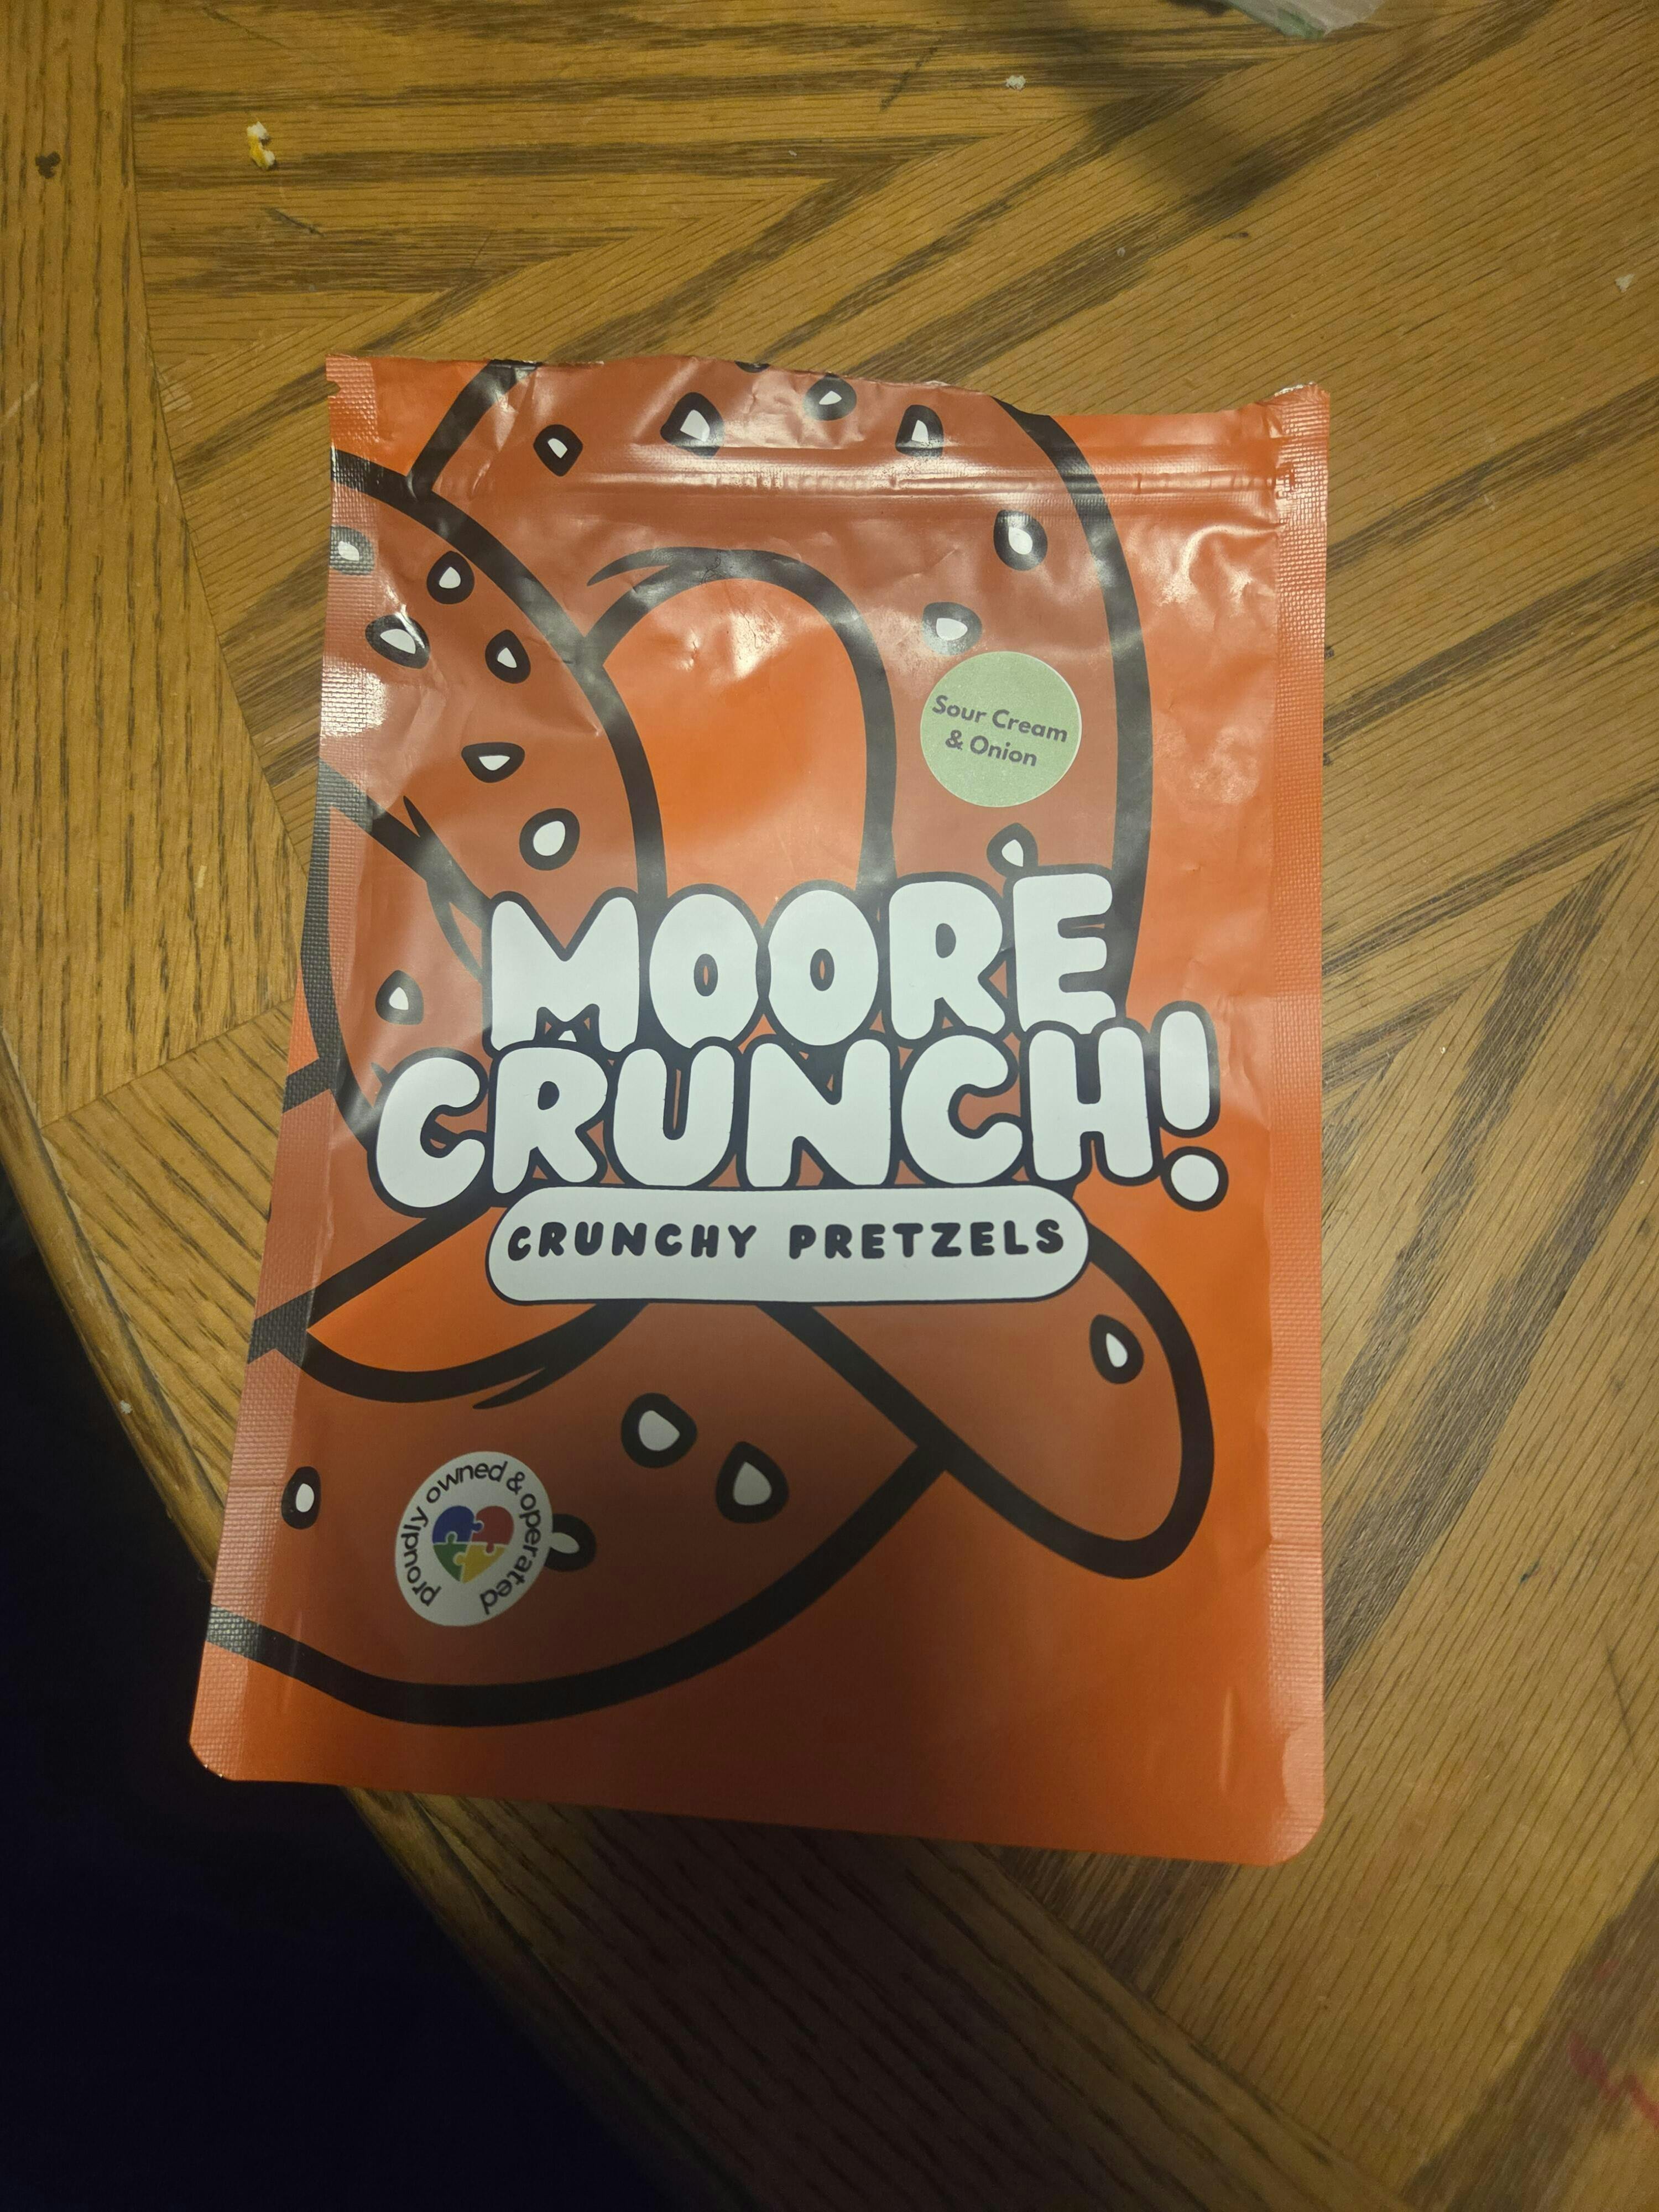 Sour Cream
& Onion
MOORE
CRUNCH!
CRUNCHY PRETZELS
proudly owned & operated